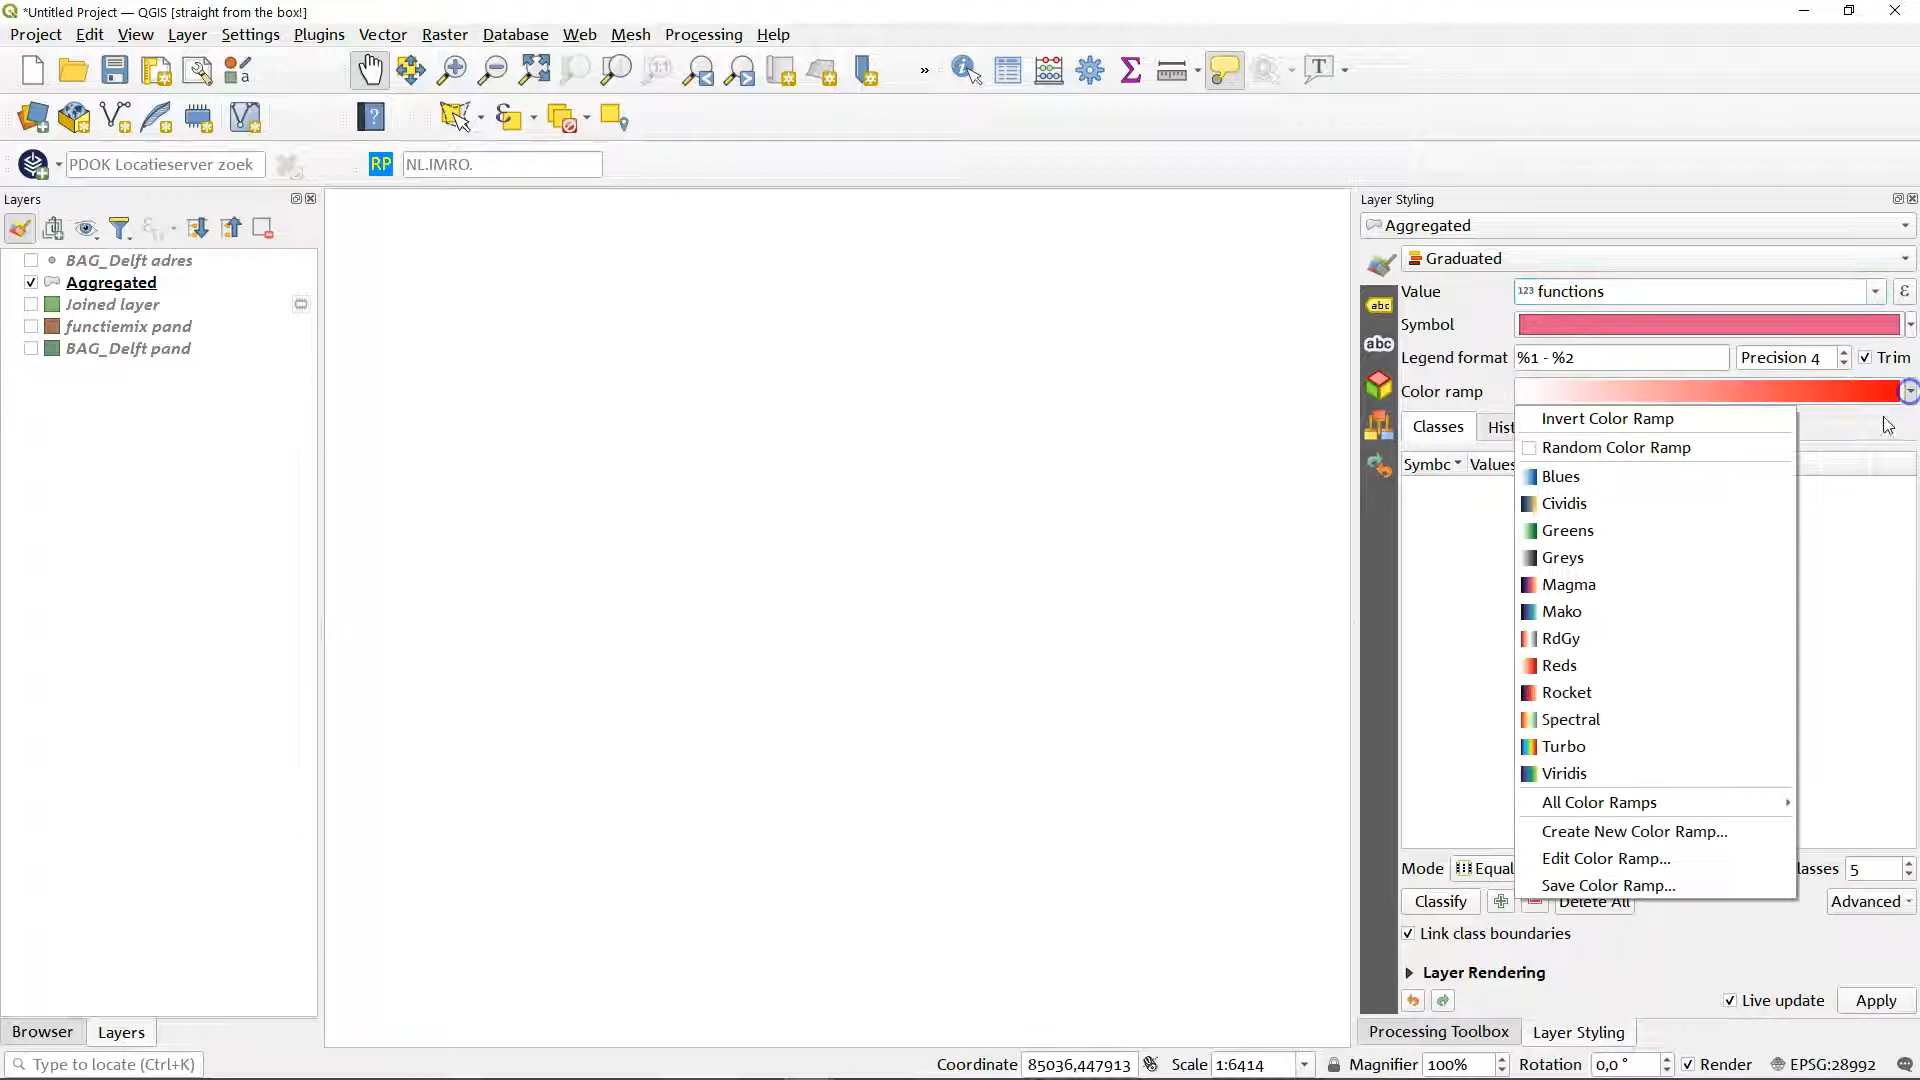 *Untitled Project — QGIS [straight from the box!]
Project Edit View Layer Settings Plugins Vector Raster Database Web Mesh Processing Help
PDOK Locatieserver zoek
RP
NL.IMRO.
Layers
BAG_Delft adres
Aggregated
Joined layer
functiemix pand
BAG_Delft pand
Browser
Layers
Layer Styling
Aggregated
Graduated
Value 123 functions
Symbol
Legend format %1 - %2 Precision 4 Trim
Color ramp
Classes Hist
Symbc Values
Invert Color Ramp
Random Color Ramp
Blues
Cividis
Greens
Greys
Magma
Mako
RdGy
Reds
Rocket
Spectral
Turbo
Viridis
All Color Ramps
Create New Color Ramp...
Edit Color Ramp...
Save Color Ramp...
abc
abc
Mode Equal lasses 5
Classify Delete All Advanced
Link class boundaries
Layer Rendering
Live update Apply
Processing Toolbox Layer Styling
Type to locate (Ctrl+K) Coordinate 85036,447913 Scale 1:6414 Magnifier 100% Rotation 0,0 ° Render EPSG:28992